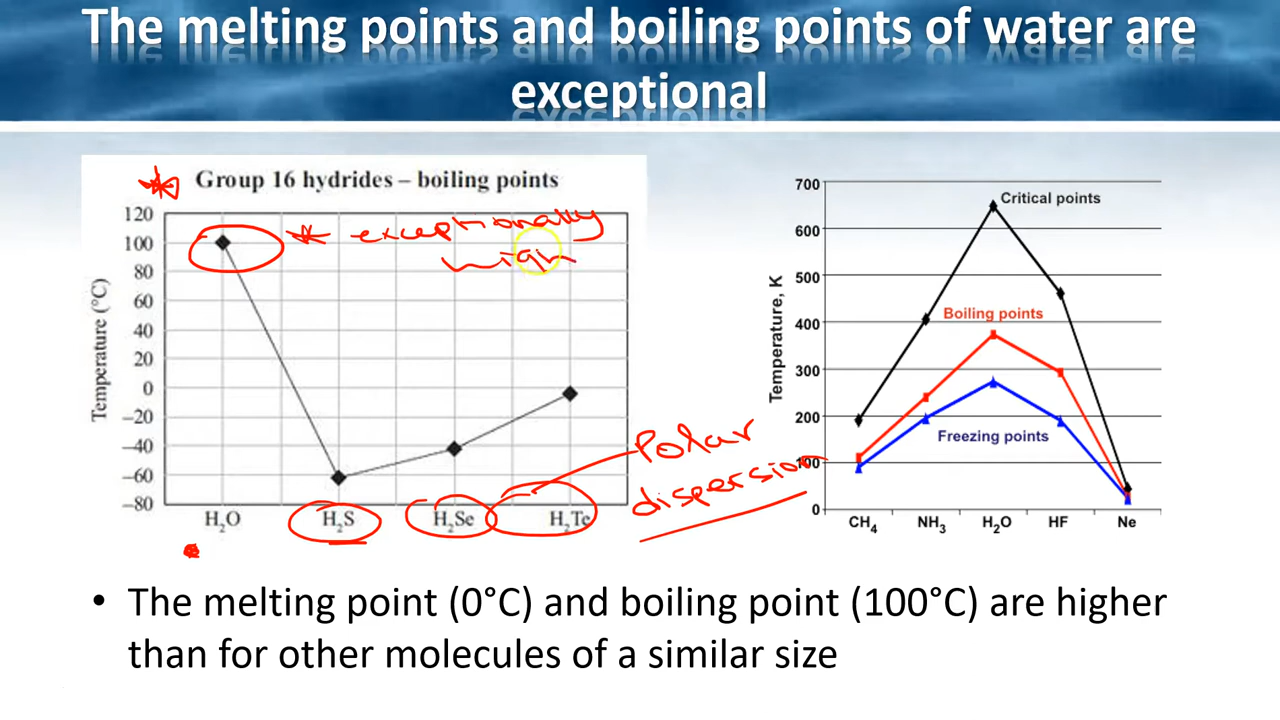 The melting points and boiling points of water are
exceptional
Group 16 hydrides – boiling points
exceptionally
high
Temperature (°C)
120
100
80
60
40
20
0
–20
–40
–60
–80
H₂O
H₂S
H₂Se
H₂Te
Polar
dispersion
Temperature, K
700
600
500
400
300
200
100
0
Critical points
Boiling points
Freezing points
CH₄
NH₃
H₂O
HF
Ne
• The melting point (0°C) and boiling point (100°C) are higher
than for other molecules of a similar size